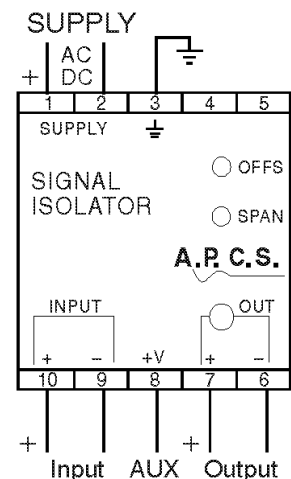 SUPPLY
AC
+ DC
1 2 3 4 5
SUPPLY
OFFS
SIGNAL
ISOLATOR
SPAN
A.P.C.S.
INPUT OUT
+ - +V + -
10 9 8 7 6
+ +
Input AUX Output